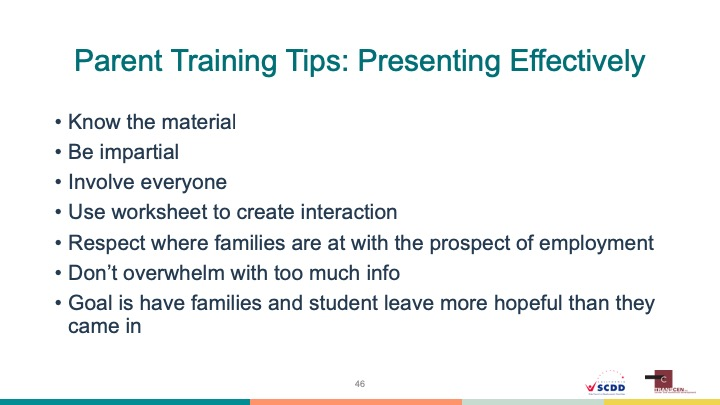 Parent Training Tips: Presenting Effectively
• Know the material
• Be impartial
• Involve everyone
• Use worksheet to create interaction
• Respect where families are at with the prospect of employment
• Don’t overwhelm with too much info
• Goal is have families and student leave more hopeful than they
came in
46
SCDD